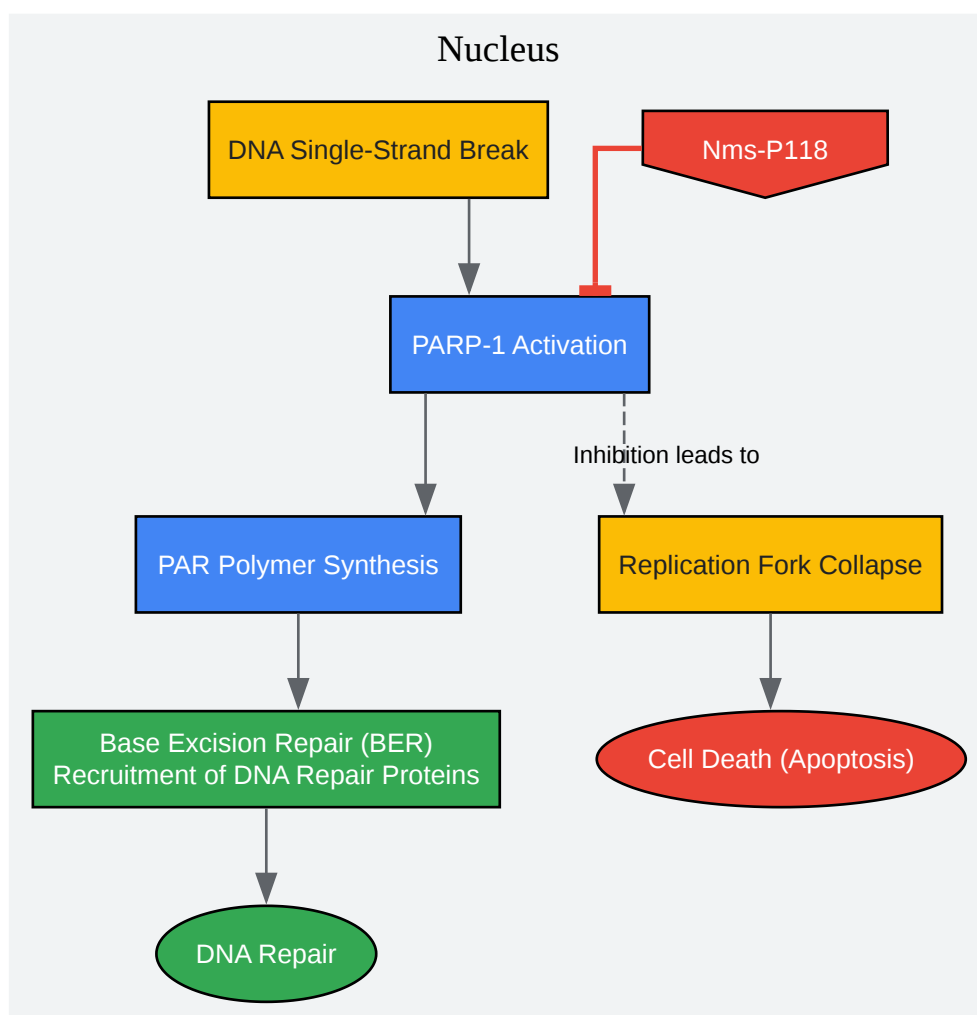 Nucleus
DNA Single-Strand Break
Nms-P118
PARP-1 Activation
Inhibition leads to
PAR Polymer Synthesis
Replication Fork Collapse
Base Excision Repair (BER)
Recruitment of DNA Repair Proteins
Cell Death (Apoptosis)
DNA Repair